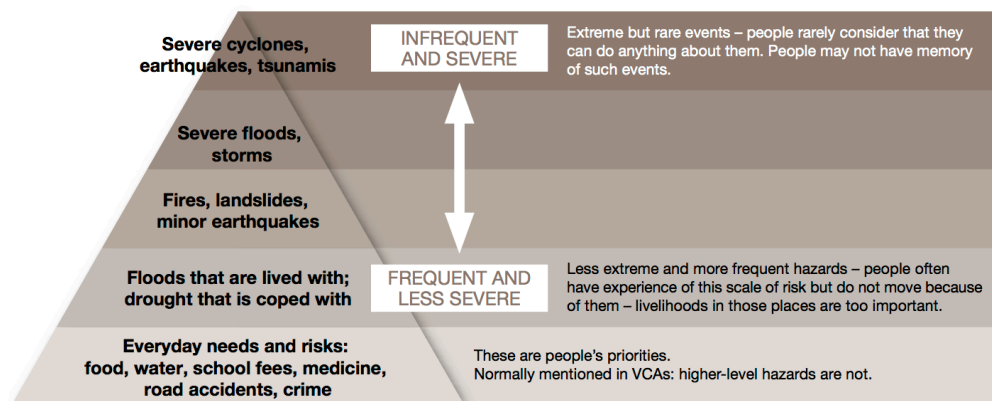 Severe cyclones,
earthquakes, tsunamis
INFREQUENT
AND SEVERE
Extreme but rare events – people rarely consider that they
can do anything about them. People may not have memory
of such events.
Severe floods,
storms
Fires, landslides,
minor earthquakes
Floods that are lived with;
drought that is coped with
FREQUENT AND
LESS SEVERE
Less extreme and more frequent hazards – people often
have experience of this scale of risk but do not move because
of them – livelihoods in those places are too important.
Everyday needs and risks:
food, water, school fees, medicine,
road accidents, crime
These are people’s priorities.
Normally mentioned in VCAs: higher-level hazards are not.